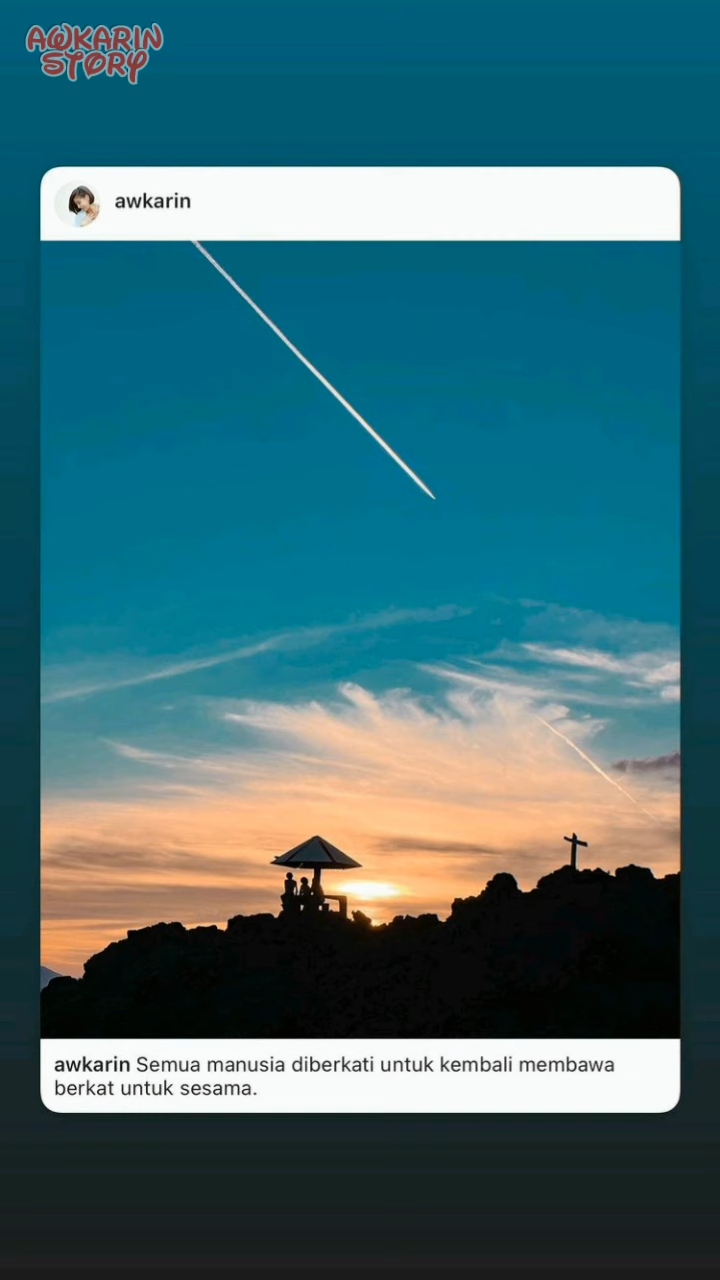 AWKARIN
STORY
awkarin
awkarin Semua manusia diberkati untuk kembali membawa
berkat untuk sesama.